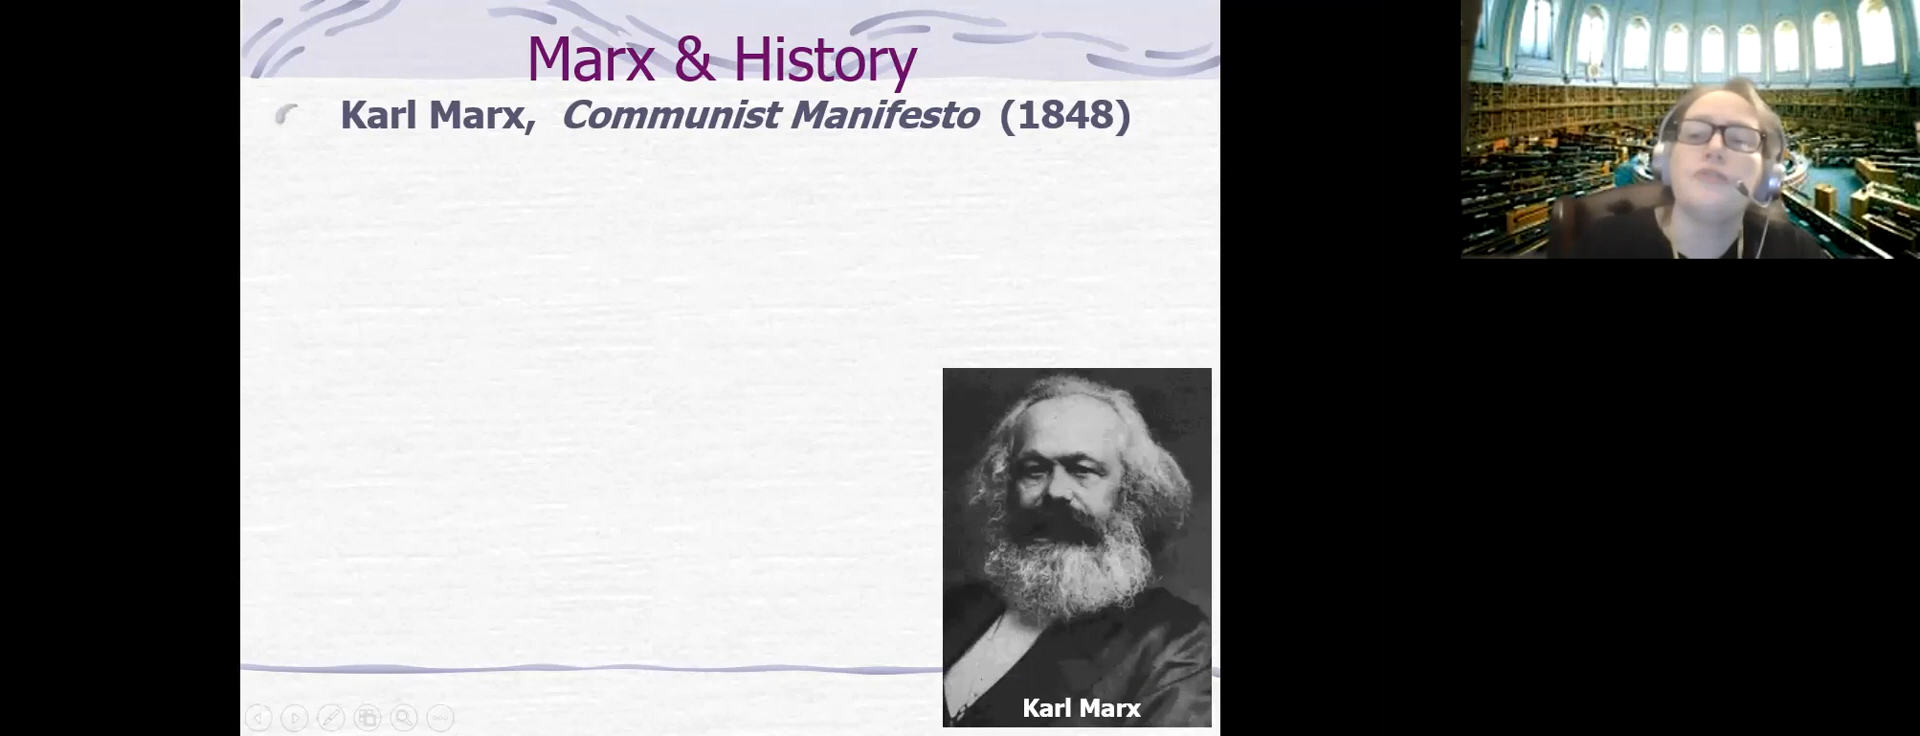 Marx & History
Karl Marx, Communist Manifesto (1848)
Karl Marx